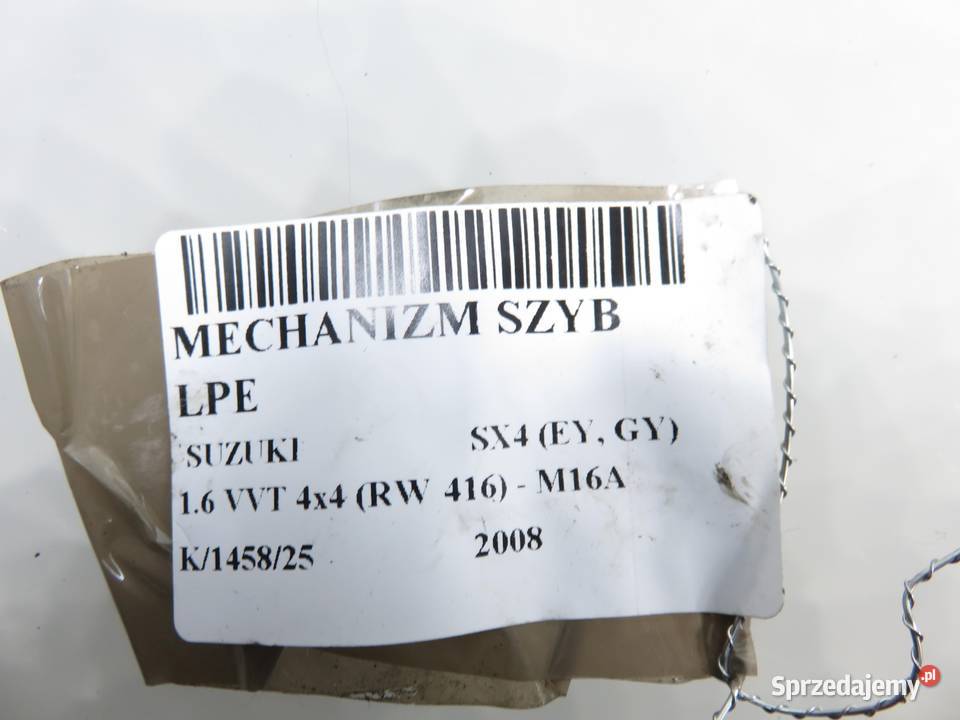 MECHANIZM SZYB
LPE
SUZUKI SX4 (EY, GY)
1.6 VVT 4x4 (RW 416) - M16A
K/1458/25 2008
Sprzedajemy.pl